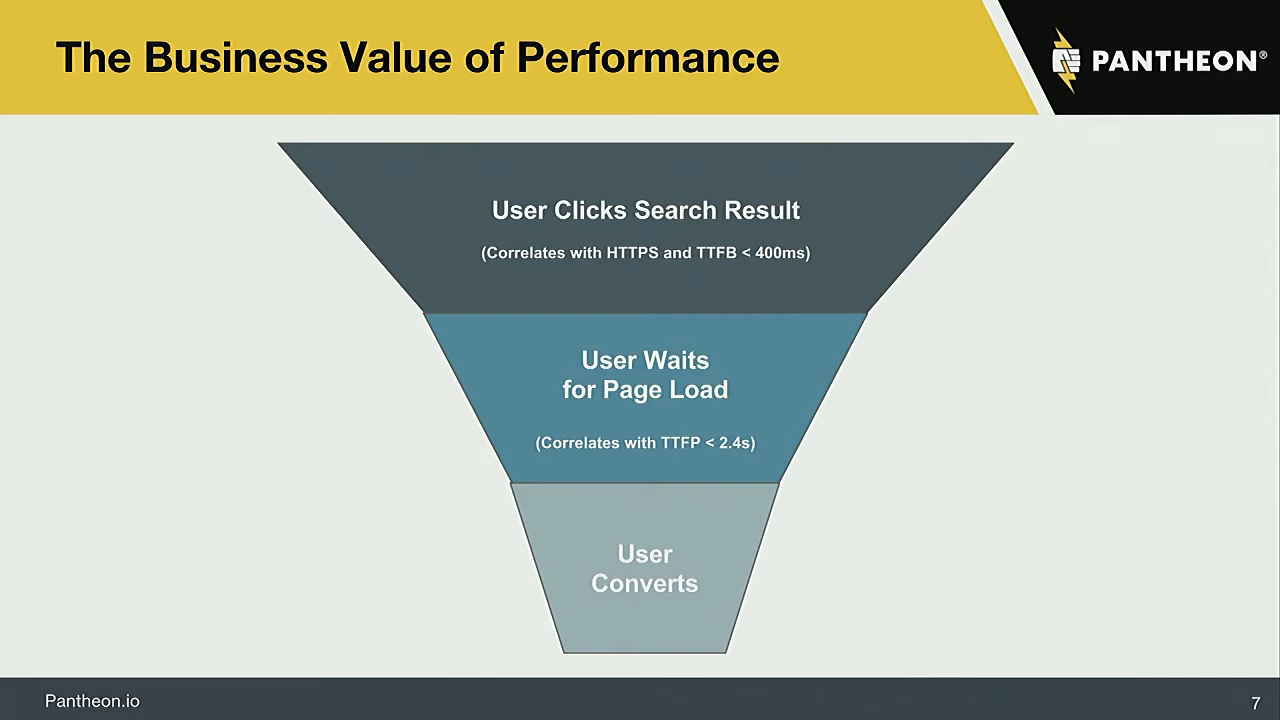 The Business Value of Performance
PANTHEON®
User Clicks Search Result
(Correlates with HTTPS and TTFB < 400ms)
User Waits
for Page Load
(Correlates with TTFP < 2.4s)
User
Converts
Pantheon.io
7